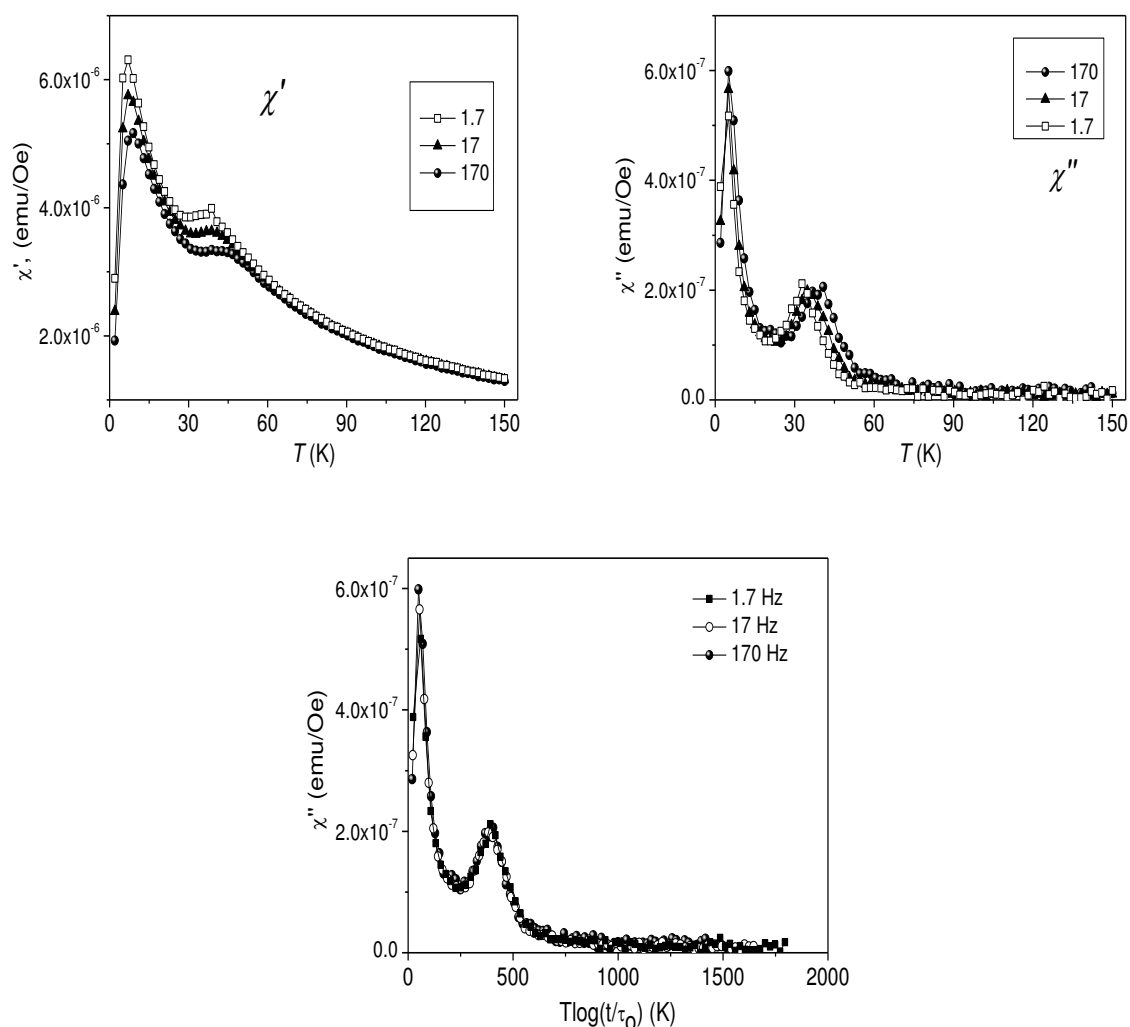 χ'
1.7
17
170
χ', (emu/Oe)
6.0x10⁻⁶
4.0x10⁻⁶
2.0x10⁻⁶
0 30 60 90 120 150
T (K)
170
17
1.7
χ"
χ" (emu/Oe)
6.0x10⁻⁷
4.0x10⁻⁷
2.0x10⁻⁷
0.0
0 30 60 90 120 150
T (K)
1.7 Hz
17 Hz
170 Hz
χ" (emu/Oe)
6.0x10⁻⁷
4.0x10⁻⁷
2.0x10⁻⁷
0.0
0 500 1000 1500 2000
Tlog(t/τ₀) (K)